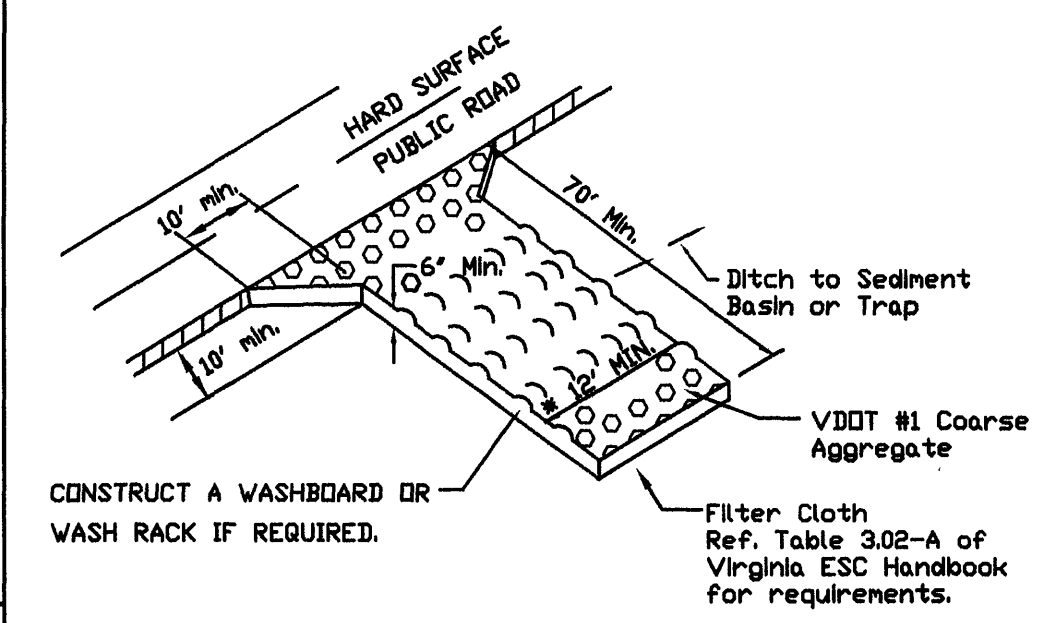 HARD SURFACE
PUBLIC ROAD
10' min.
70' Min.
6" Min.
Ditch to Sediment
Basin or Trap
10' min.
* 12' MIN.
VDOT #1 Coarse
Aggregate
CONSTRUCT A WASHBOARD OR
WASH RACK IF REQUIRED.
Filter Cloth
Ref. Table 3.02-A of
Virginia ESC Handbook
for requirements.